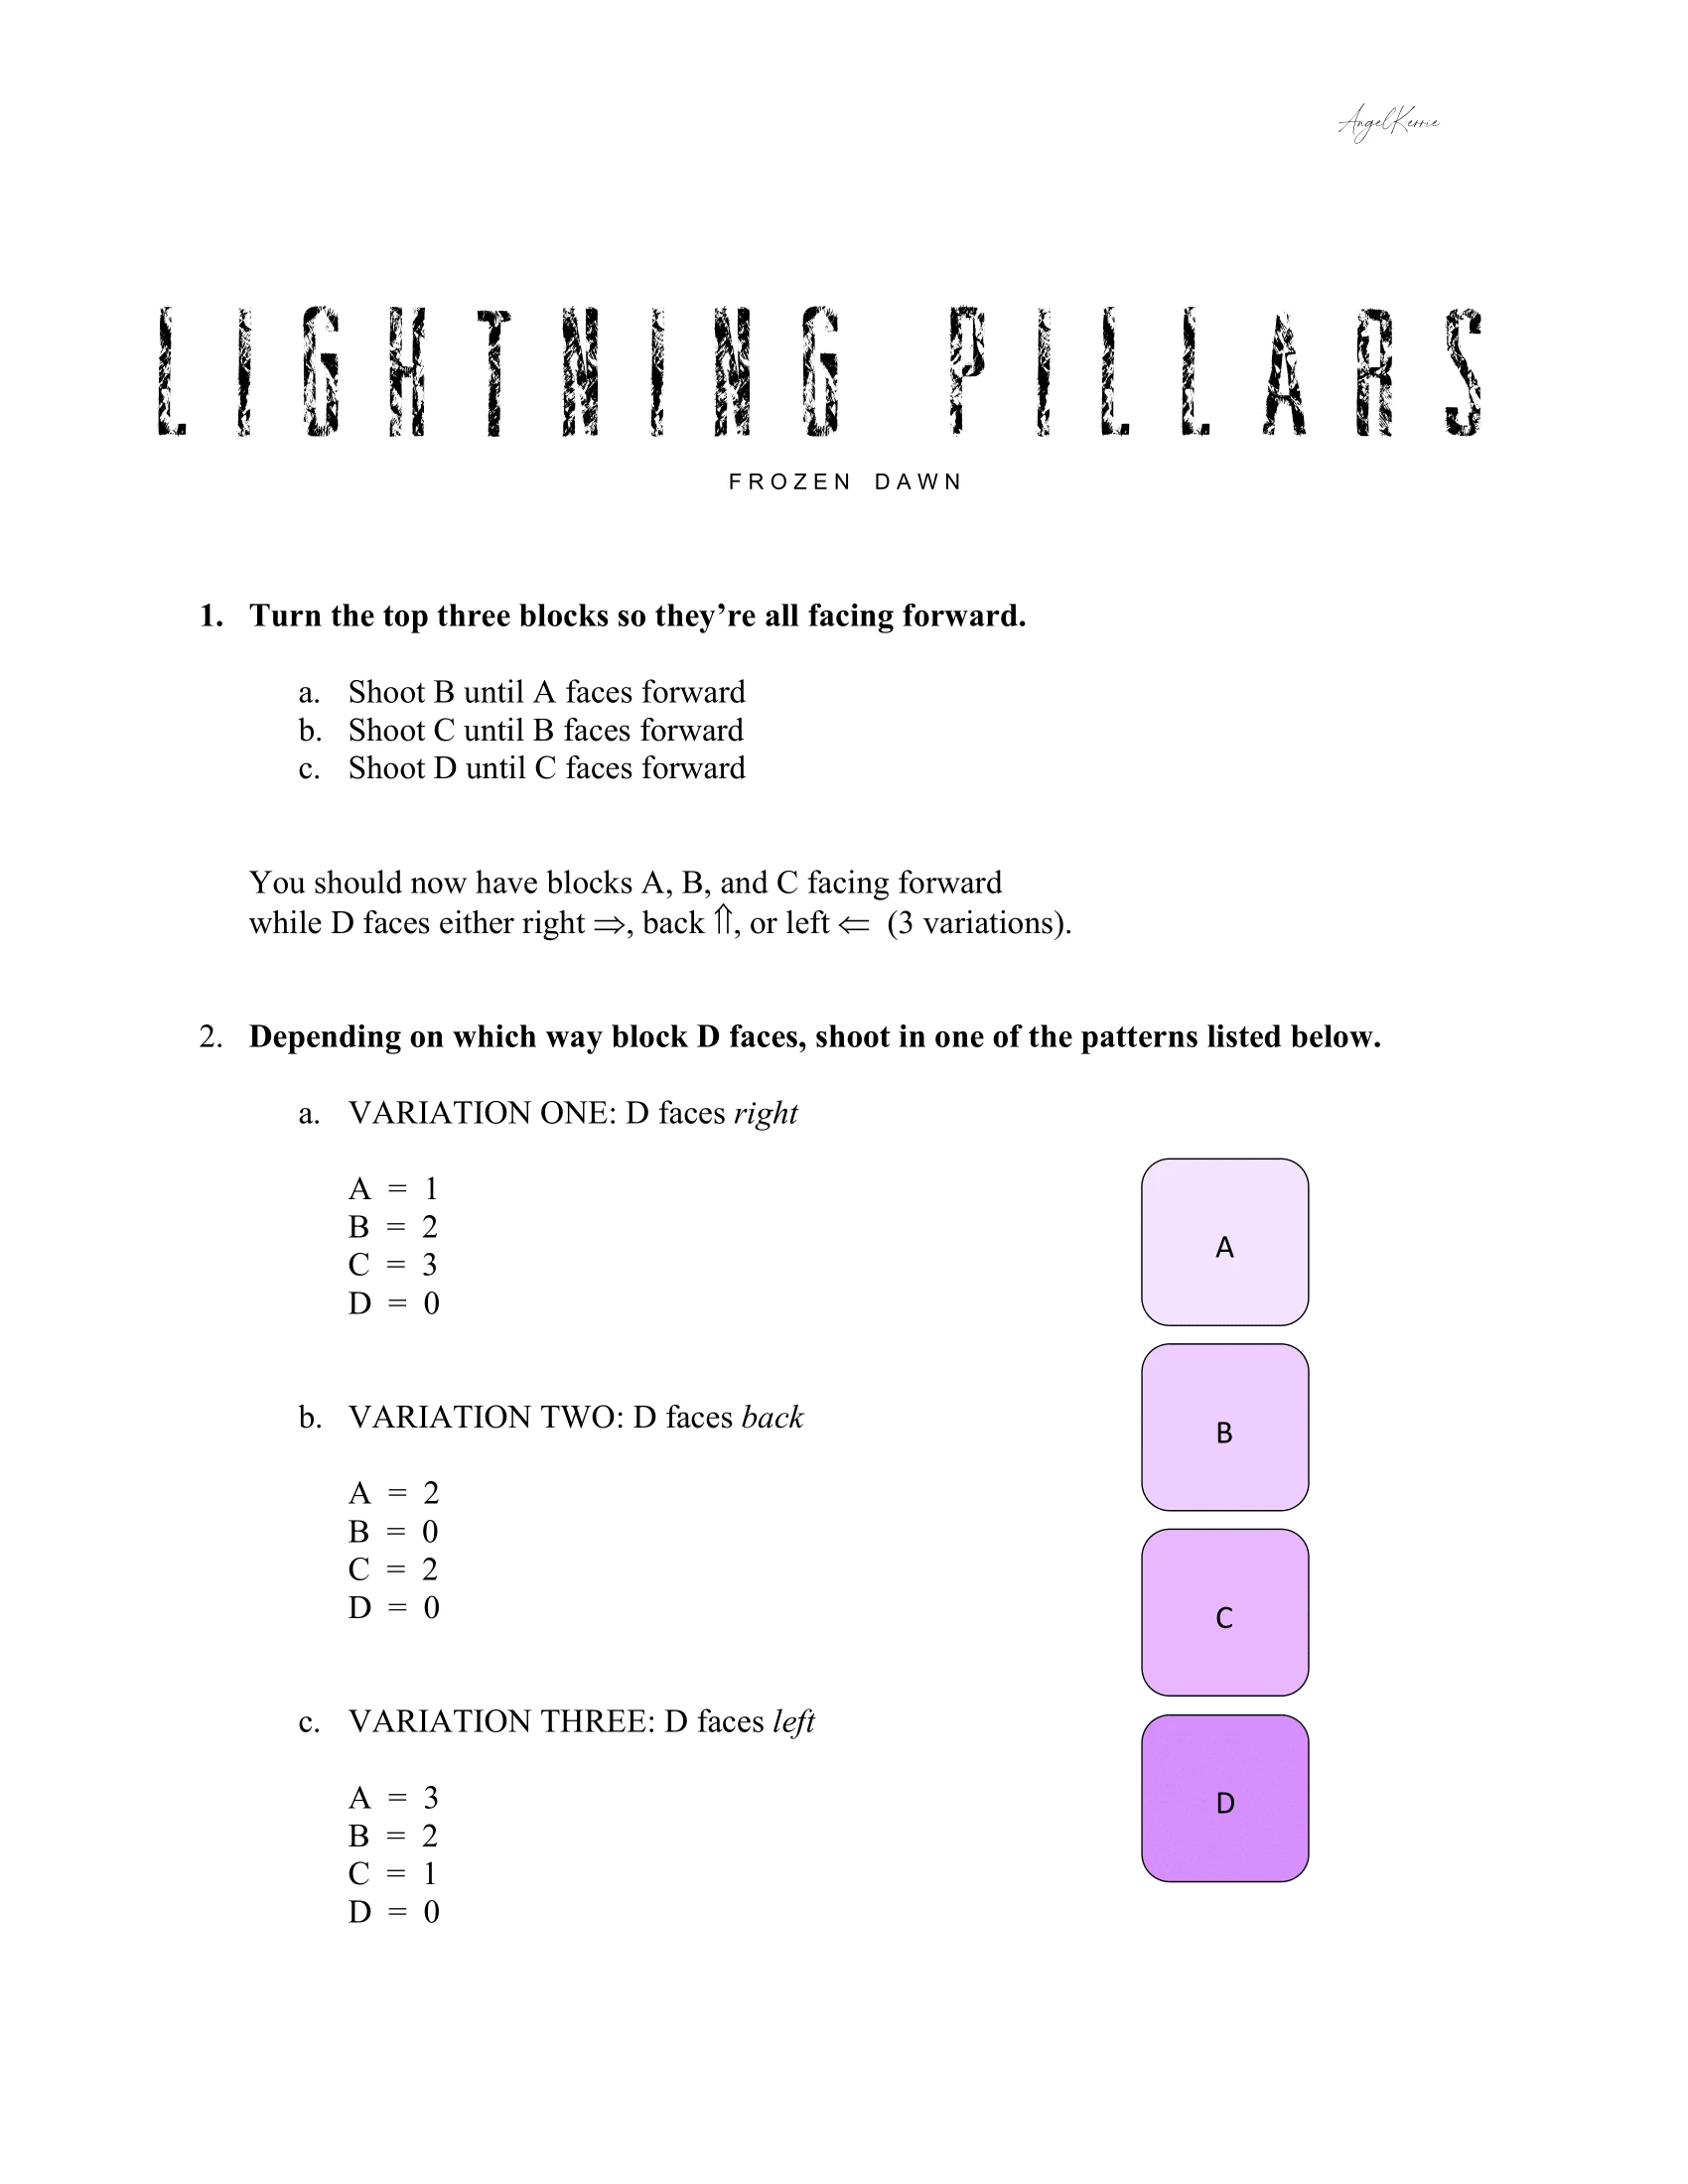 AngelKerrie
LIGHTNING PILLARS
FROZEN DAWN
1. Turn the top three blocks so they’re all facing forward.
a. Shoot B until A faces forward
b. Shoot C until B faces forward
c. Shoot D until C faces forward
You should now have blocks A, B, and C facing forward
while D faces either right ⇒, back ⇑, or left ⇐ (3 variations).
2. Depending on which way block D faces, shoot in one of the patterns listed below.
a. VARIATION ONE: D faces right
A = 1
B = 2
C = 3
D = 0
b. VARIATION TWO: D faces back
A = 2
B = 0
C = 2
D = 0
c. VARIATION THREE: D faces left
A = 3
B = 2
C = 1
D = 0
A
B
C
D